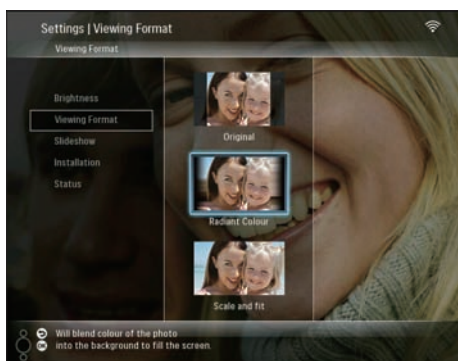 Settings | Viewing Format
Viewing Format
Brightness
Viewing Format
Slideshow
Installation
Status
Original
Radiant Colour
Scale and fit
Will blend colour of the photo
OK into the background to fill the screen.